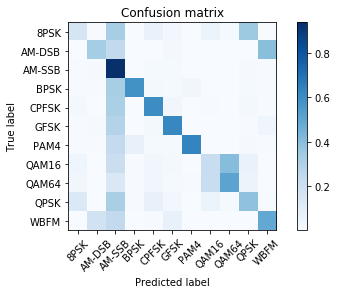 Confusion matrix
True label
8PSK
AM-DSB
AM-SSB
BPSK
CPFSK
GFSK
PAM4
QAM16
QAM64
QPSK
WBFM
8PSK
AM-DSB
AM-SSB
BPSK
CPFSK
GFSK
PAM4
QAM16
QAM64
QPSK
WBFM
Predicted label
0.8
0.6
0.4
0.2